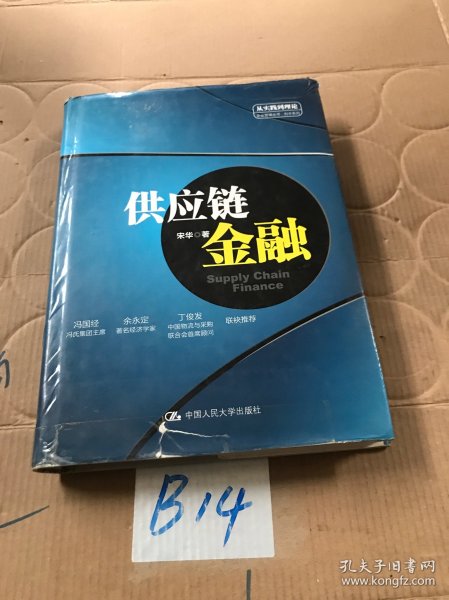 从实践到理论
供应链
金融
宋华◎著
Supply Chain
Finance
冯国经
冯氏集团主席
余永定
著名经济学家
丁俊发
中国物流与采购
联合会首席顾问
联袂推荐
中国人民大学出版社
B14
孔夫子旧书网
www.kongfz.com